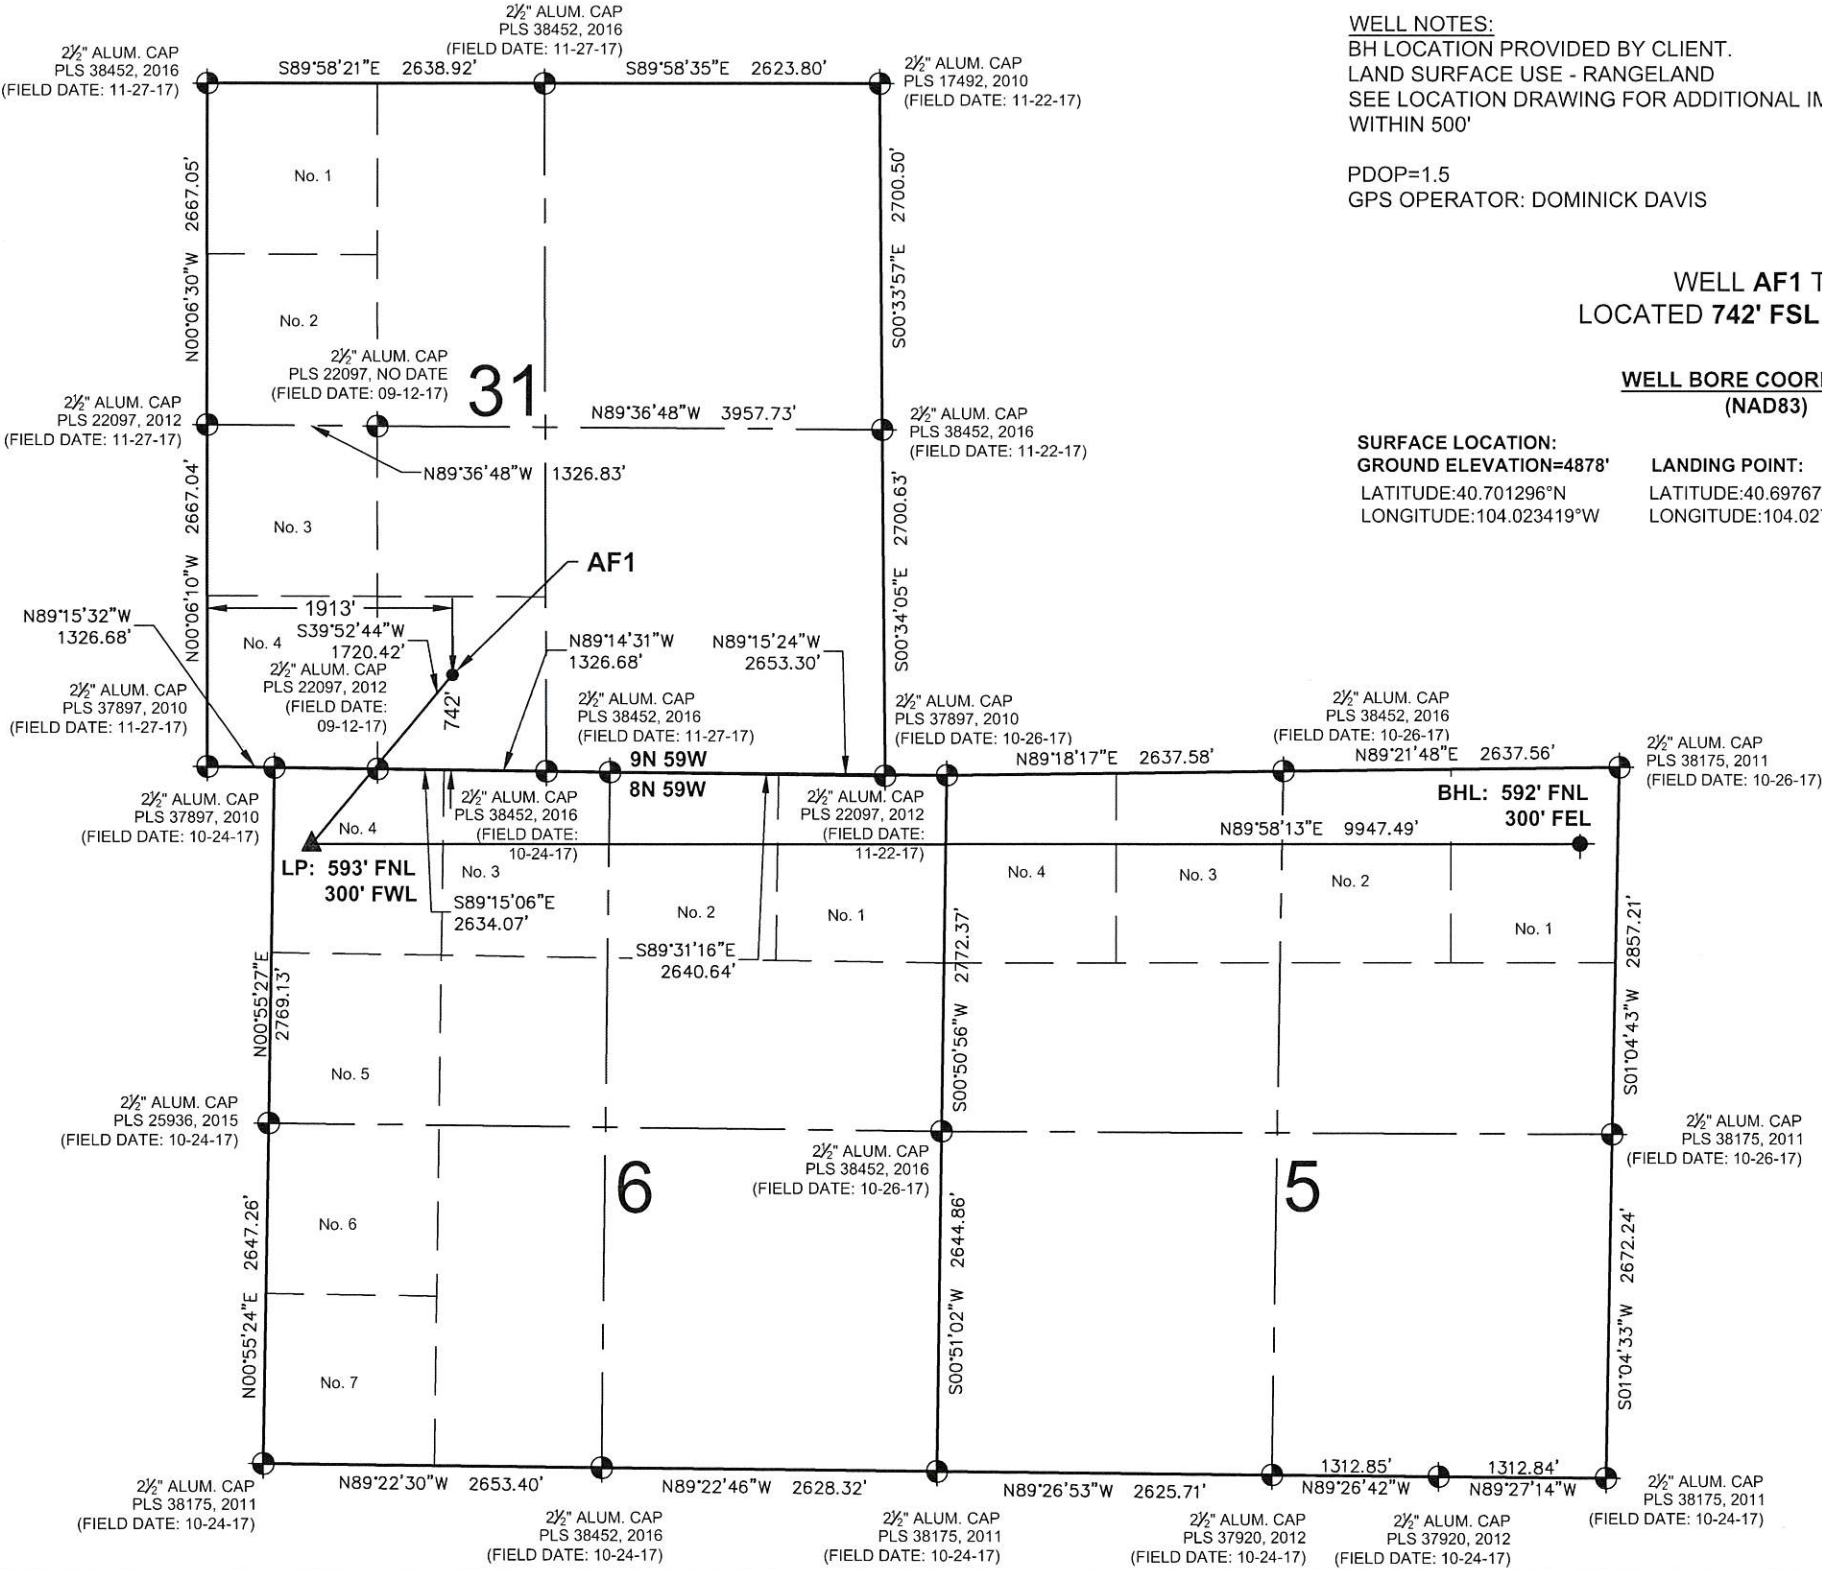 2½" ALUM. CAP
PLS 38452, 2016
(FIELD DATE: 11-27-17)
2½" ALUM. CAP
PLS 38452, 2016
(FIELD DATE: 11-27-17)
S89°58'21"E 2638.92'
S89°58'35"E 2623.80'
2½" ALUM. CAP
PLS 17492, 2010
(FIELD DATE: 11-22-17)
WELL NOTES:
BH LOCATION PROVIDED BY CLIENT.
LAND SURFACE USE - RANGELAND
SEE LOCATION DRAWING FOR ADDITIONAL
WITHIN 500'
PDOP=1.5
GPS OPERATOR: DOMINICK DAVIS
WELL AF1
LOCATED 742' FSL
WELL BORE
(NAD83)
SURFACE LOCATION:
GROUND ELEVATION=4878'
LATITUDE:40.701296°N
LONGITUDE:104.023419°W
LANDING POINT:
LATITUDE:40.69767
LONGITUDE:104.02
N00°06'30"W 2667.05'
No. 1
No. 2
S00°33'57"E 2700.50'
2½" ALUM. CAP
PLS 22097, NO DATE
(FIELD DATE: 09-12-17)
31
2½" ALUM. CAP
PLS 22097, 2012
(FIELD DATE: 11-27-17)
N89°36'48"W 3957.73'
2½" ALUM. CAP
PLS 38452, 2016
(FIELD DATE: 11-22-17)
N89°36'48"W 1326.83'
N00°06'10"W 2667.04'
No. 3
S00°34'05"E 2700.63'
AF1
1913'
N89°15'32"W
1326.68'
No. 4
S39°52'44"W
1720.42'
N89°14'31"W
1326.68'
N89°15'24"W
2653.30'
2½" ALUM. CAP
PLS 22097, 2012
(FIELD DATE:
09-12-17)
742'
2½" ALUM. CAP
PLS 37897, 2010
(FIELD DATE: 11-27-17)
2½" ALUM. CAP
PLS 38452, 2016
(FIELD DATE: 11-27-17)
2½" ALUM. CAP
PLS 37897, 2010
(FIELD DATE: 10-26-17)
2½" ALUM. CAP
PLS 38452, 2016
(FIELD DATE: 10-26-17)
9N 59W
8N 59W
N89°18'17"E 2637.58'
N89°21'48"E 2637.56'
2½" ALUM. CAP
PLS 38175, 2011
(FIELD DATE: 10-26-17)
2½" ALUM. CAP
PLS 37897, 2010
(FIELD DATE: 10-24-17)
2½" ALUM. CAP
PLS 38452, 2016
(FIELD DATE:
10-24-17)
2½" ALUM. CAP
PLS 22097, 2012
(FIELD DATE:
11-22-17)
BHL: 592' FNL
300' FEL
No. 4
N89°58'13"E 9947.49'
LP: 593' FNL
300' FWL
No. 3
No. 4
No. 3
No. 2
S89°15'06"E
2634.07'
No. 2
No. 1
No. 1
S89°31'16"E
2640.64'
N00°55'27"E
2769.13'
S00°50'56"W 2772.37'
S01°04'43"W 2857.21'
No. 5
2½" ALUM. CAP
PLS 25936, 2015
(FIELD DATE: 10-24-17)
2½" ALUM. CAP
PLS 38452, 2016
(FIELD DATE: 10-26-17)
2½" ALUM. CAP
PLS 38175, 2011
(FIELD DATE: 10-26-17)
6
5
No. 6
N00°55'24"E 2647.26'
S00°51'02"W 2644.86'
S01°04'33"W 2672.24'
No. 7
N89°22'30"W 2653.40'
N89°22'46"W 2628.32'
N89°26'53"W 2625.71'
1312.85'
N89°26'42"W
1312.84'
N89°27'14"W
2½" ALUM. CAP
PLS 38175, 2011
(FIELD DATE: 10-24-17)
2½" ALUM. CAP
PLS 38452, 2016
(FIELD DATE: 10-24-17)
2½" ALUM. CAP
PLS 38175, 2011
(FIELD DATE: 10-24-17)
2½" ALUM. CAP
PLS 37920, 2012
(FIELD DATE: 10-24-17)
2½" ALUM. CAP
PLS 37920, 2012
(FIELD DATE: 10-24-17)
2½" ALUM. CAP
PLS 38175, 2011
(FIELD DATE: 10-24-17)